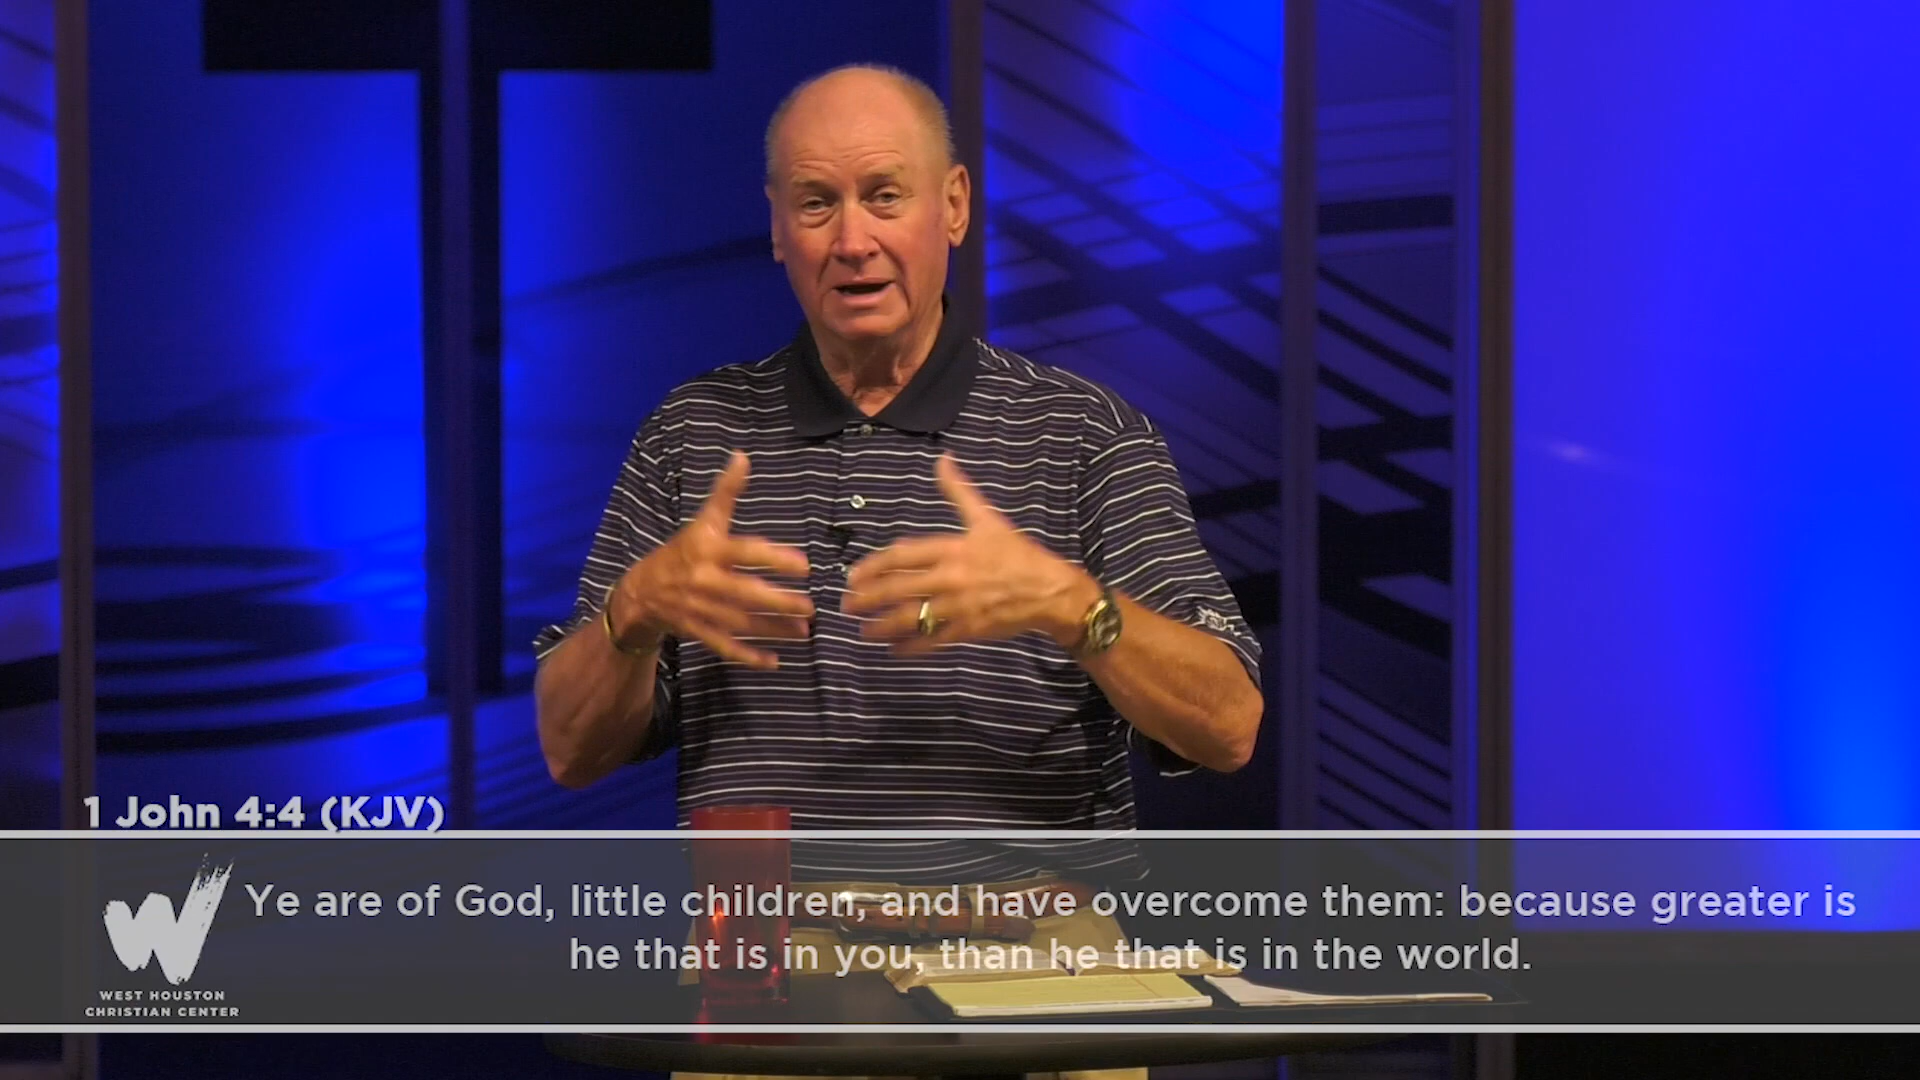 1 John 4:4 (KJV)
Ye are of God, little children, and have overcome them: because greater is
he that is in you, than he that is in the world.
WEST HOUSTON
CHRISTIAN CENTER